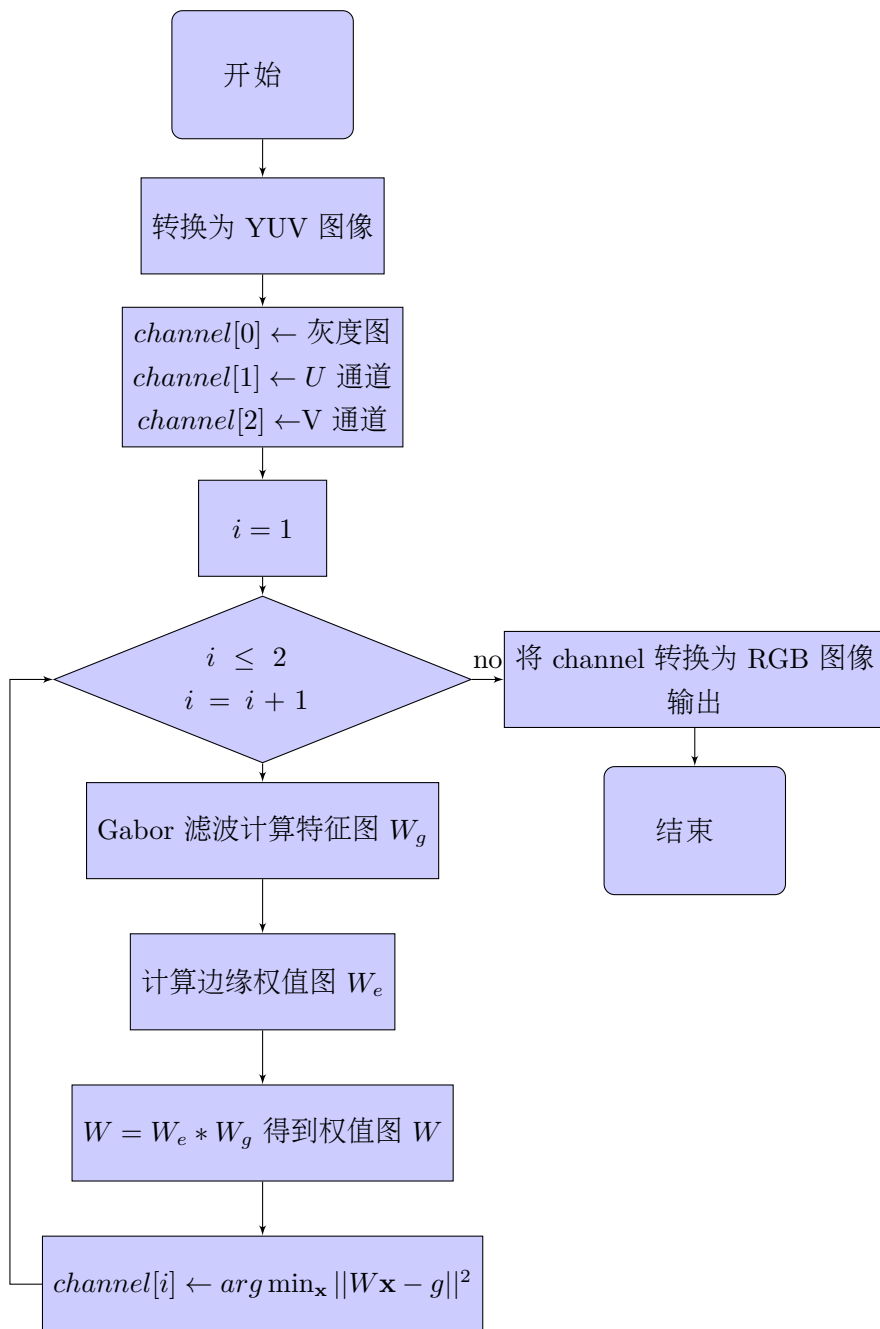 开始
转换为 YUV 图像
channel[0] ← 灰度图
channel[1] ← U 通道
channel[2] ←V 通道
i = 1
i ≤ 2
i = i + 1
no
将 channel 转换为 RGB 图像
输出
结束
Gabor 滤波计算特征图 W_g
计算边缘权值图 W_e
W = W_e ∗ W_g 得到权值图 W
channel[i] ← arg min_𝐱 ||W𝐱 − g||²